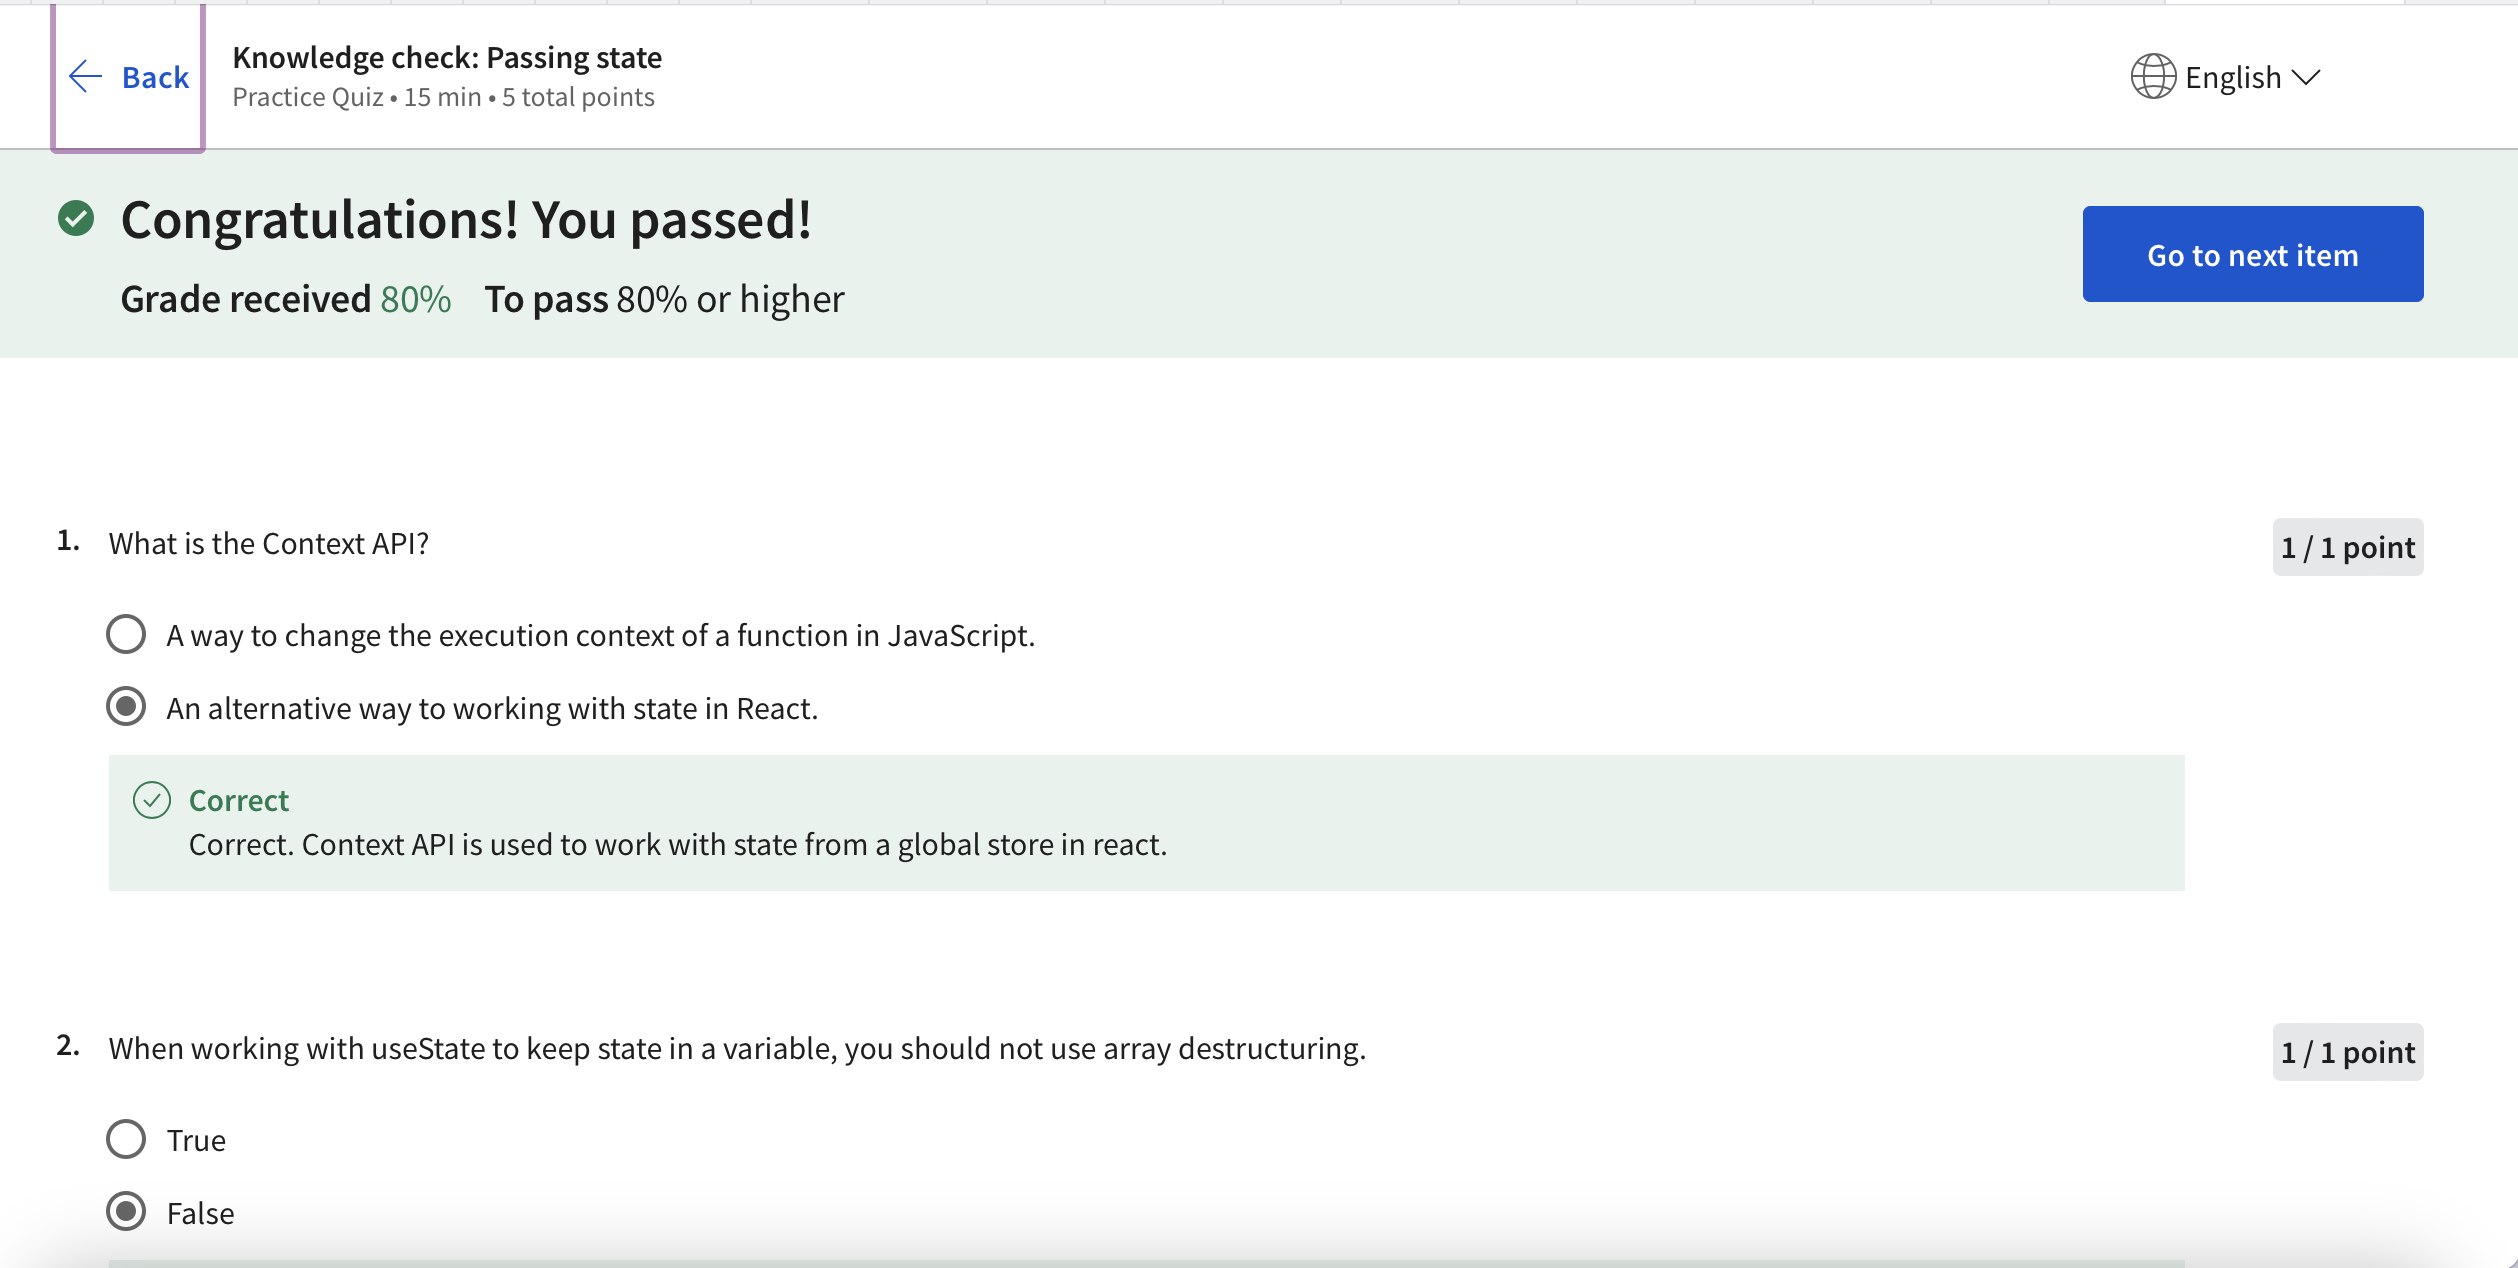 Back
Knowledge check: Passing state
Practice Quiz • 15 min • 5 total points
English
Congratulations! You passed!
Grade received 80% To pass 80% or higher
Go to next item
1. What is the Context API?
1 / 1 point
A way to change the execution context of a function in JavaScript.
An alternative way to working with state in React.
Correct
Correct. Context API is used to work with state from a global store in react.
2. When working with useState to keep state in a variable, you should not use array destructuring.
1 / 1 point
True
False